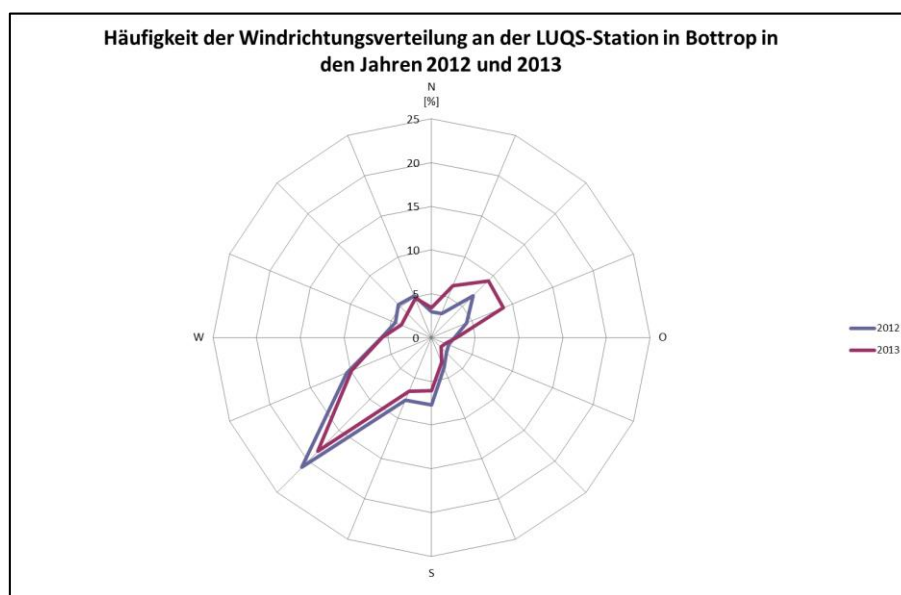 Häufigkeit der Windrichtungsverteilung an der LUQS-Station in Bottrop in
den Jahren 2012 und 2013
N
[%]
25
20
15
10
5
0
W
O
2012
2013
S